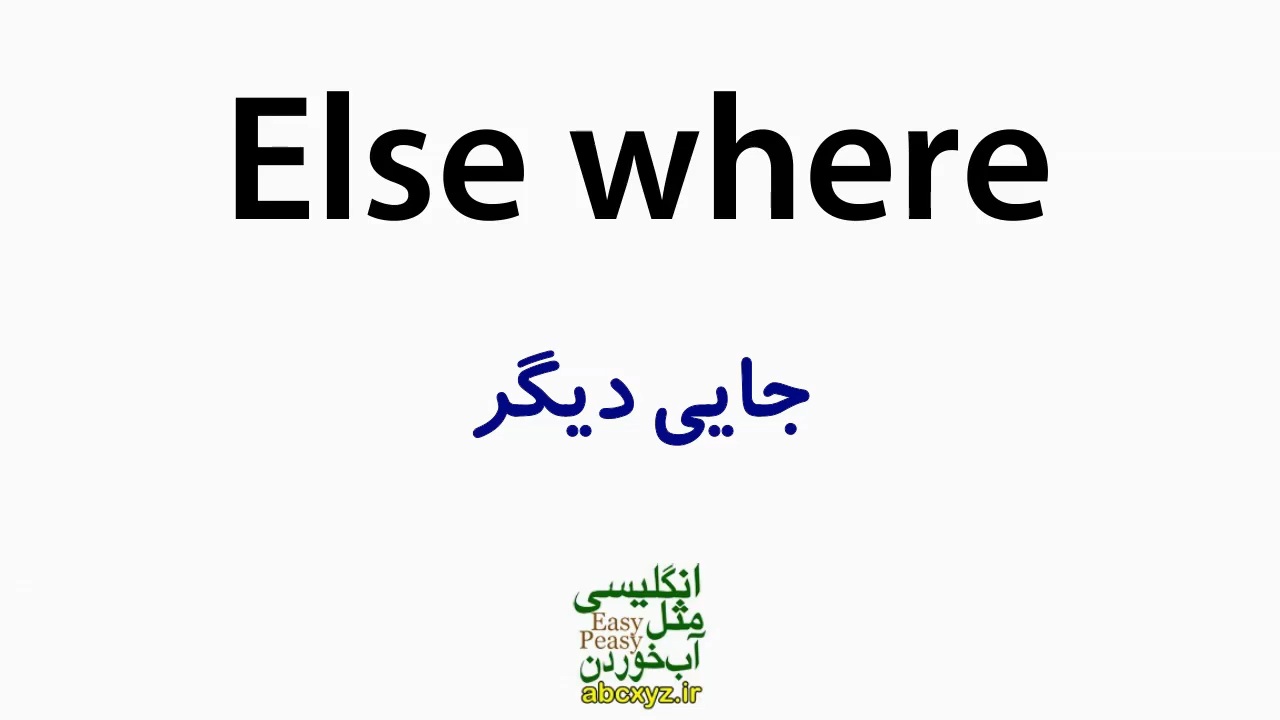 Else where
جایی دیگر
انگلیسی
مثل
Easy
Peasy
آب‌خوردن
abcxyz.ir